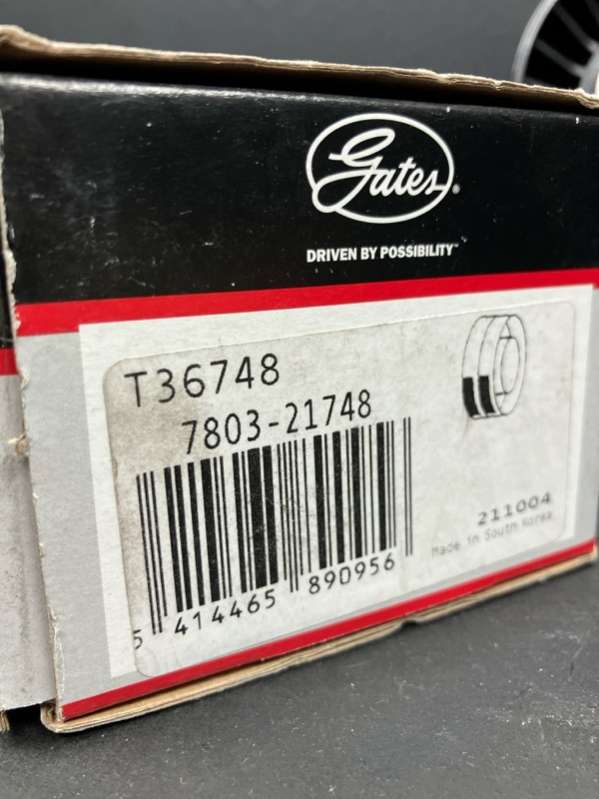 Gates®
DRIVEN BY POSSIBILITY™
T36748
7803-21748
5 414465 890956
211004
Made in South Korea